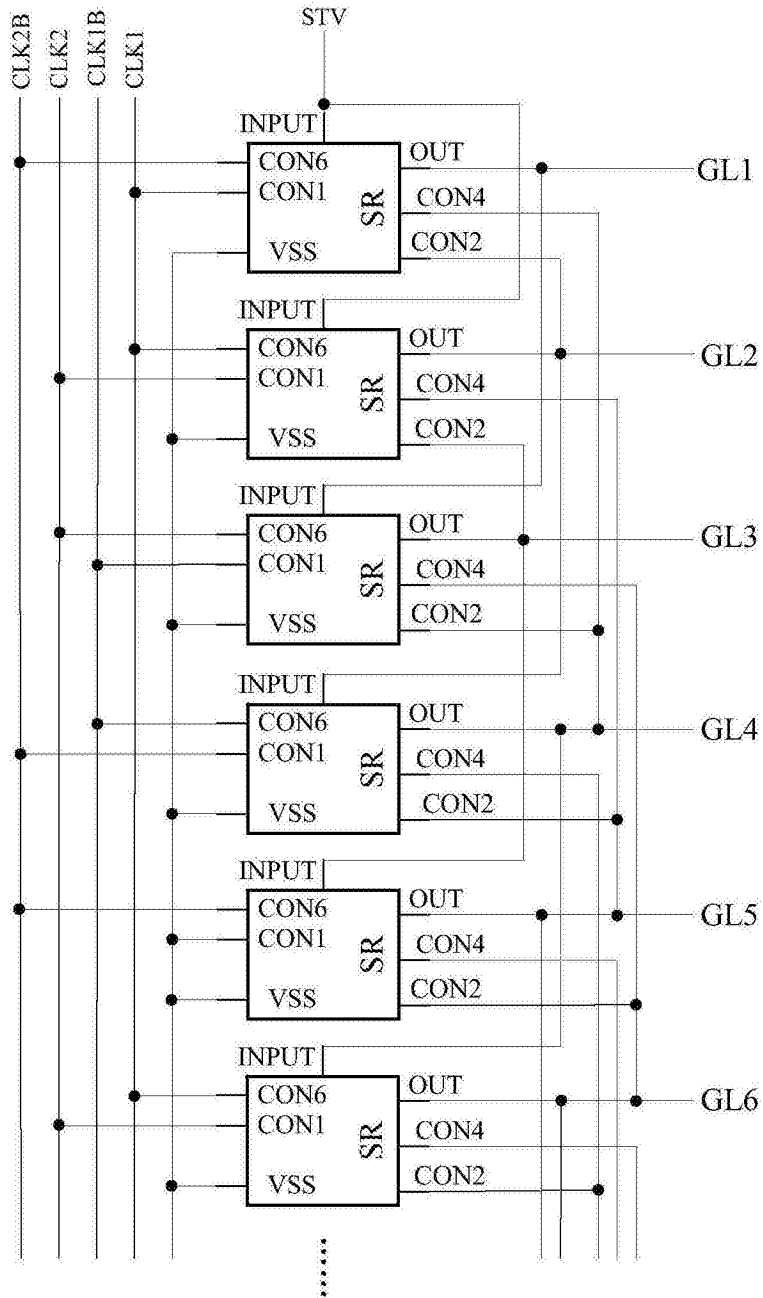 STV
CLK2B
CLK2
CLK1B
CLK1
INPUT
CON6
CON1
VSS
SR
OUT
CON4
CON2
GL1
INPUT
CON6
CON1
VSS
SR
OUT
CON4
CON2
GL2
INPUT
CON6
CON1
VSS
SR
OUT
CON4
CON2
GL3
INPUT
CON6
CON1
VSS
SR
OUT
CON4
CON2
GL4
INPUT
CON6
CON1
VSS
SR
OUT
CON4
CON2
GL5
INPUT
CON6
CON1
VSS
SR
OUT
CON4
CON2
GL6